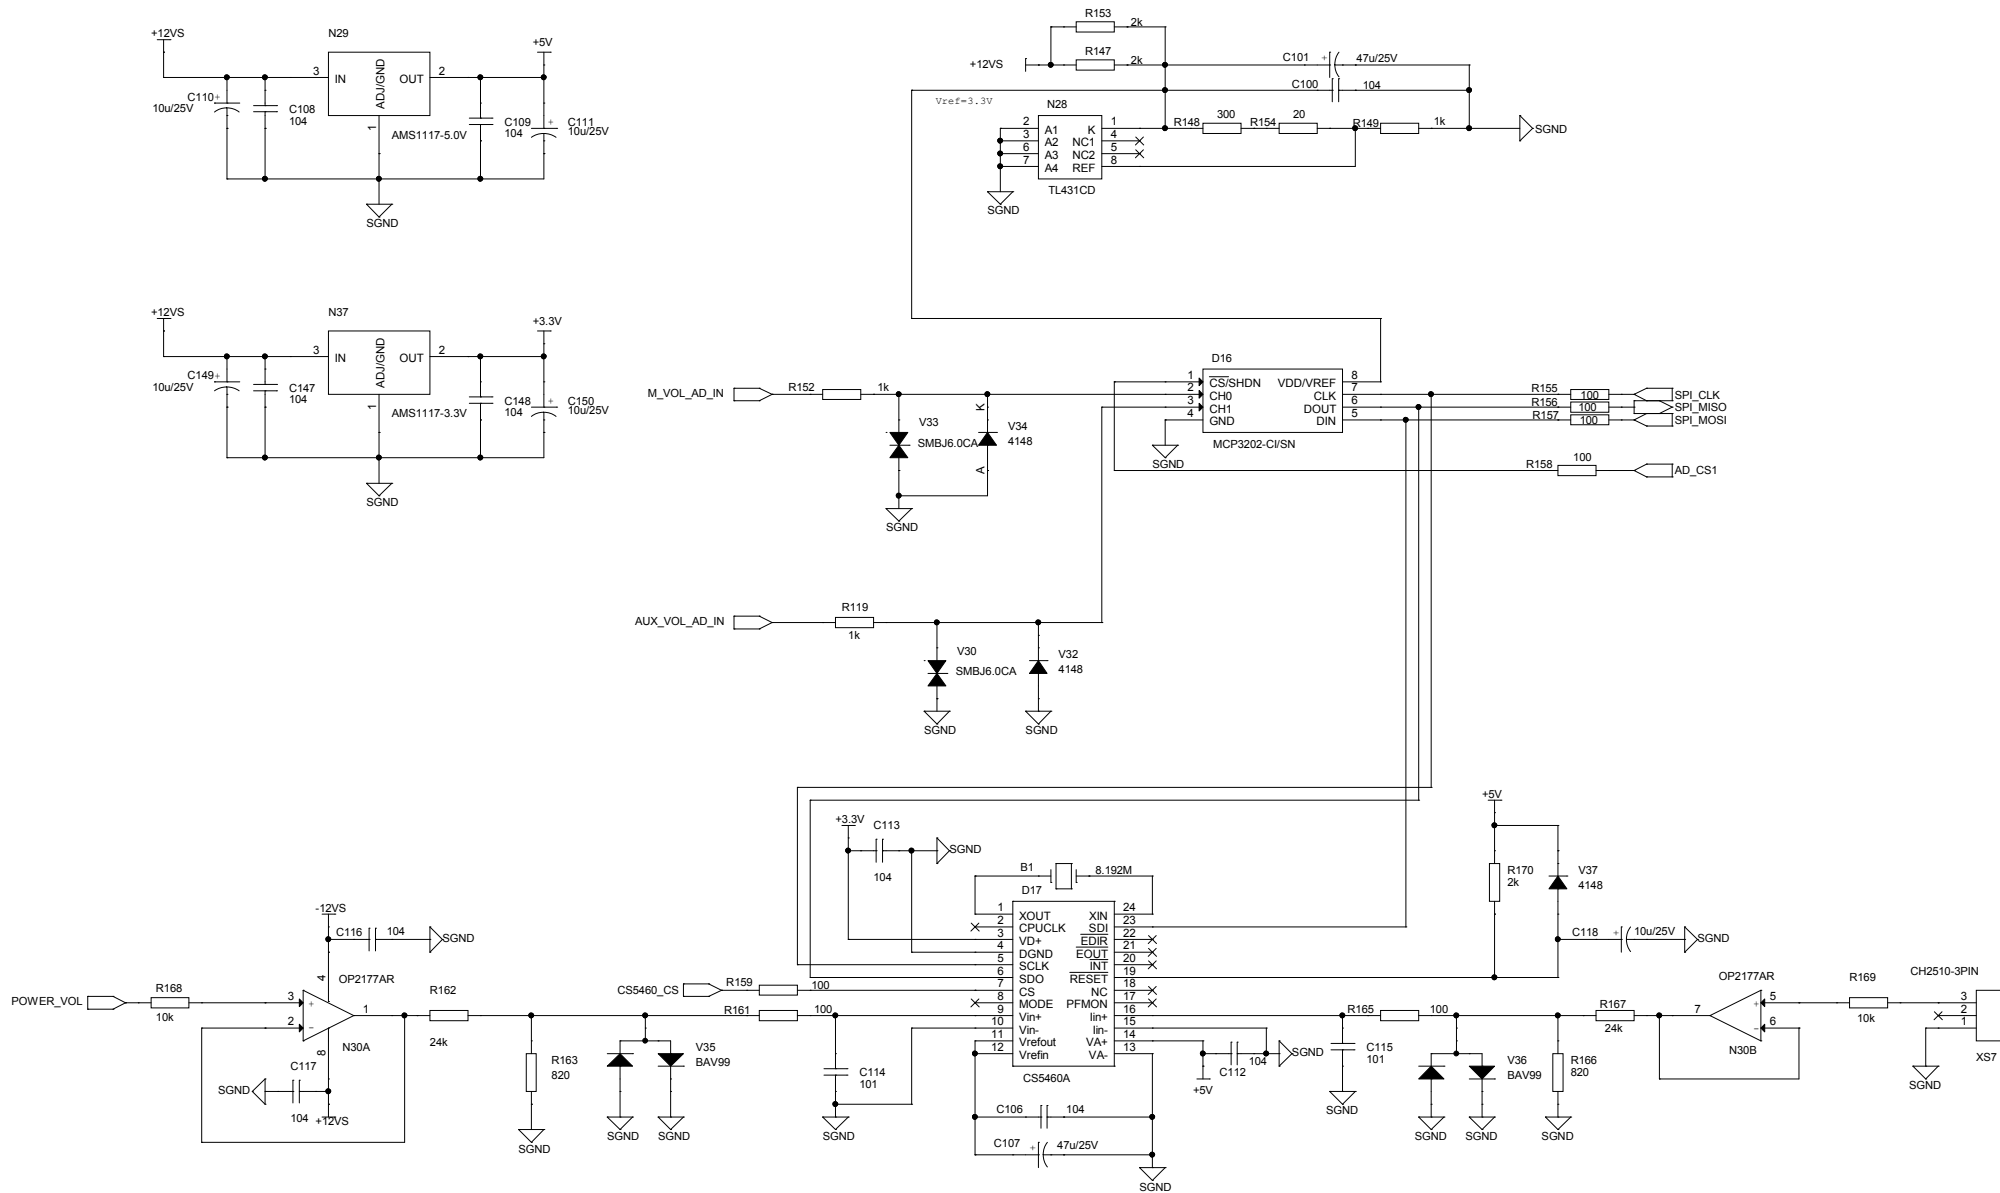 +12VS
N29
+5V
3
IN
OUT
2
ADJ/GND
1
C110
+
10u/25V
C108
104
AMS1117-5.0V
C109
104
+
C111
10u/25V
SGND
+12VS
N37
+3.3V
3
IN
OUT
2
ADJ/GND
1
C149
+
10u/25V
C147
104
AMS1117-3.3V
C148
104
+
C150
10u/25V
SGND
R153
2k
R147
2k
+12VS
C101
+
47u/25V
C100
104
Vref=3.3V
N28
2 A1 K 1
3 A2 NC1 4
6 A3 NC2 5
7 A4 REF 8
TL431CD
SGND
R148
300
R154
20
R149
1k
SGND
D16
1 CS/SHDN VDD/VREF 8
2 CH0 CLK 7
3 CH1 DOUT 6
4 GND DIN 5
MCP3202-CI/SN
SGND
M_VOL_AD_IN
R152
1k
V33
SMBJ6.0CA
K
V34
4148
A
SGND
R155
100
SPI_CLK
R156
100
SPI_MISO
R157
100
SPI_MOSI
R158
100
AD_CS1
AUX_VOL_AD_IN
R119
1k
V30
SMBJ6.0CA
V32
4148
SGND
SGND
+3.3V
C113
104
SGND
B1
8.192M
D17
1 XOUT XIN 24
2 CPUCLK SDI 23
3 VD+ EDIR 22
4 DGND EOUT 21
5 SCLK INT 20
6 SDO RESET 19
7 CS NC 18
8 MODE PFMON 17
9 Vin+ Iin+ 16
10 Vin- Iin- 15
11 Vrefout VA+ 14
12 Vrefin VA- 13
CS5460A
+5V
R170
2k
V37
4148
C118
+
10u/25V
SGND
-12VS
C116
104
SGND
4
OP2177AR
POWER_VOL
R168
10k
3
+
2
−
1
8
N30A
C117
SGND
104
+12VS
R162
24k
R163
820
SGND
V35
BAV99
SGND
SGND
CS5460_CS
R159
100
R161
100
C114
101
SGND
C106
104
C107
+
47u/25V
SGND
C112
104
SGND
+5V
C115
101
SGND
R165
100
V36
BAV99
SGND
SGND
R166
820
SGND
R167
24k
OP2177AR
7
+
5
−
6
N30B
R169
10k
CH2510-3PIN
3
2
1
XS7
SGND